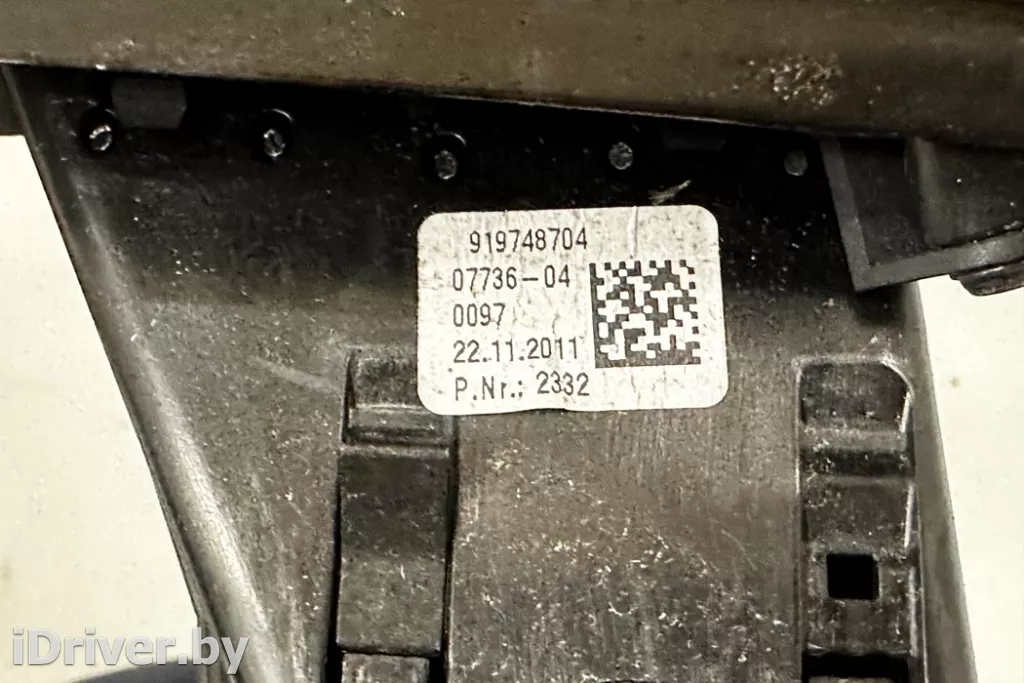 919748704
07736-04
0097
22.11.2011
P.Nr.: 2332
iDriver.by